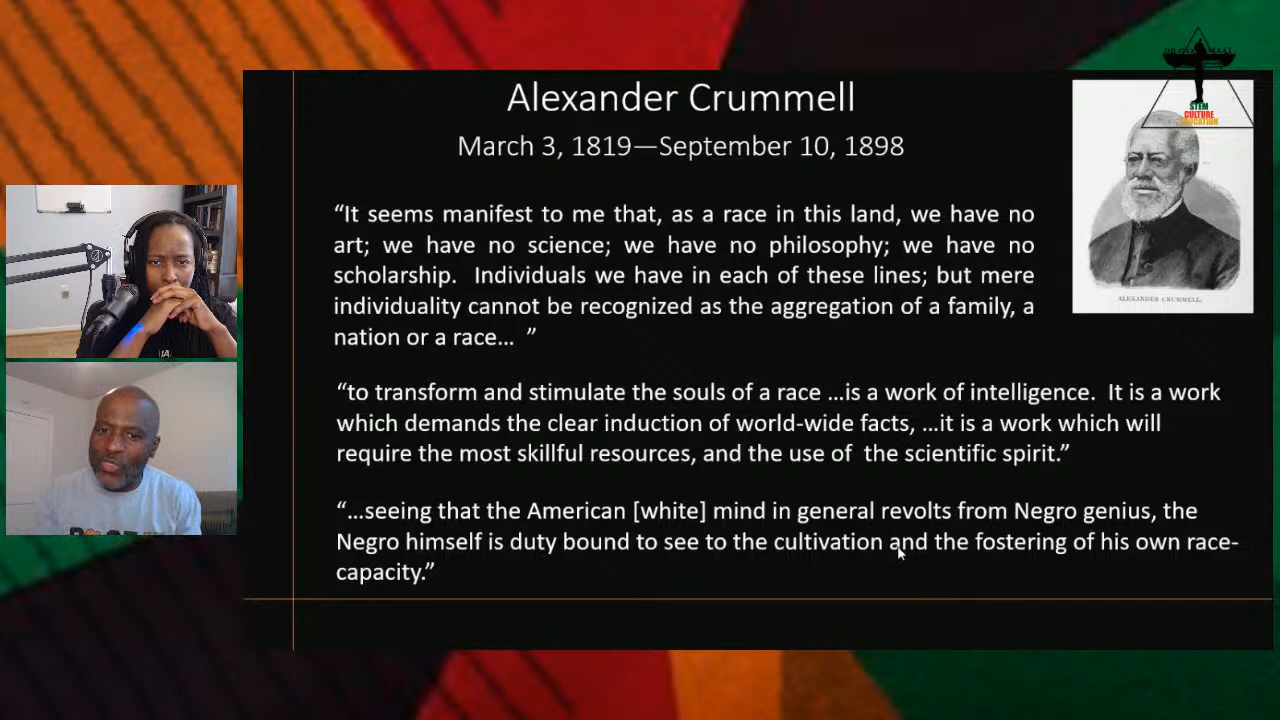 Alexander Crummell
March 3, 1819—September 10, 1898
“It seems manifest to me that, as a race in this land, we have no
art; we have no science; we have no philosophy; we have no
scholarship.  Individuals we have in each of these lines; but mere
individuality cannot be recognized as the aggregation of a family, a
nation or a race…  ”
“to transform and stimulate the souls of a race …is a work of intelligence.  It is a work
which demands the clear induction of world-wide facts, …it is a work which will
require the most skillful resources, and the use of  the scientific spirit.”
“…seeing that the American [white] mind in general revolts from Negro genius, the
Negro himself is duty bound to see to the cultivation and the fostering of his own race-
capacity.”
STEM
CULTURE
EDUCATION
ALEXANDER CRUMMELL.